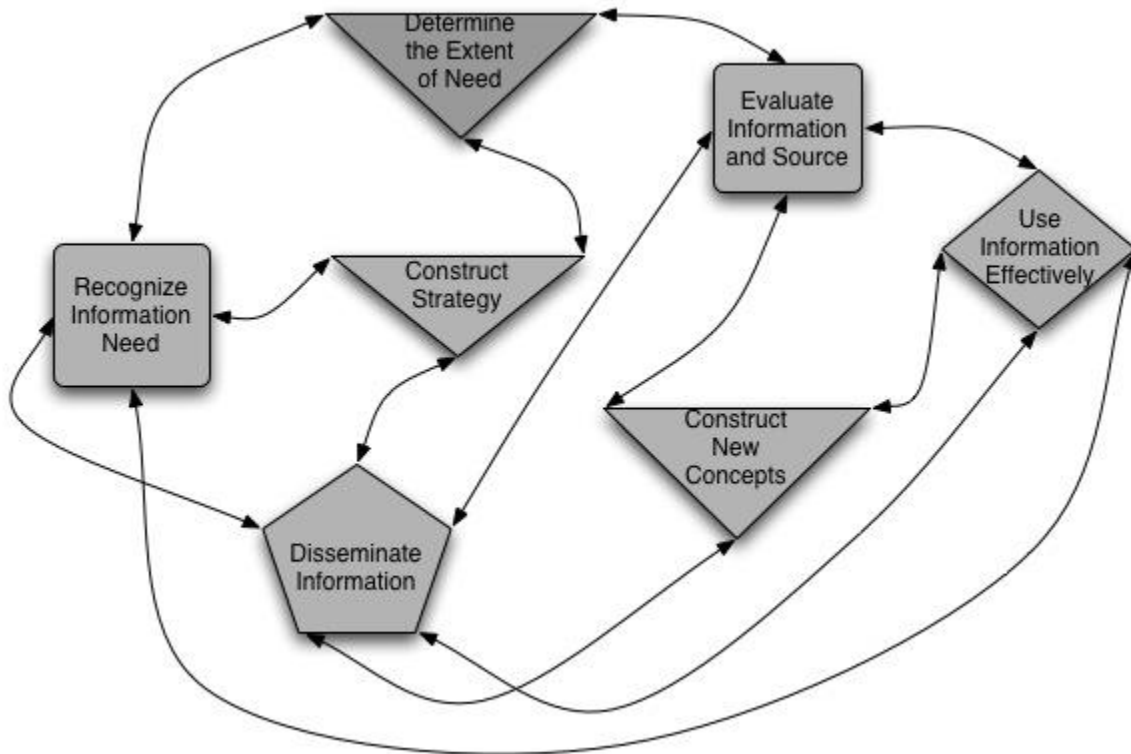 Determine
the Extent
of Need
Evaluate
Information
and Source
Use
Information
Effectively
Recognize
Information
Need
Construct
Strategy
Construct
New
Concepts
Disseminate
Information